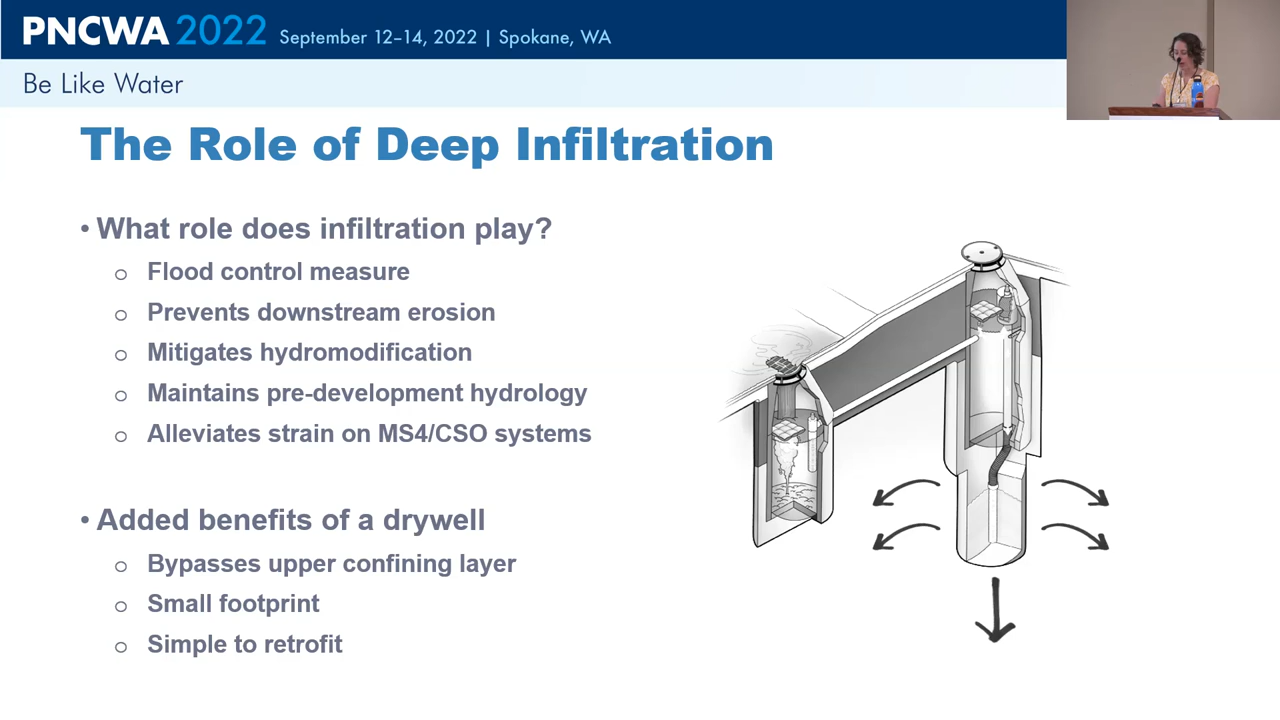 PNCWA 2022 September 12–14, 2022 | Spokane, WA
Be Like Water
The Role of Deep Infiltration
• What role does infiltration play?
o Flood control measure
o Prevents downstream erosion
o Mitigates hydromodification
o Maintains pre-development hydrology
o Alleviates strain on MS4/CSO systems
• Added benefits of a drywell
o Bypasses upper confining layer
o Small footprint
o Simple to retrofit